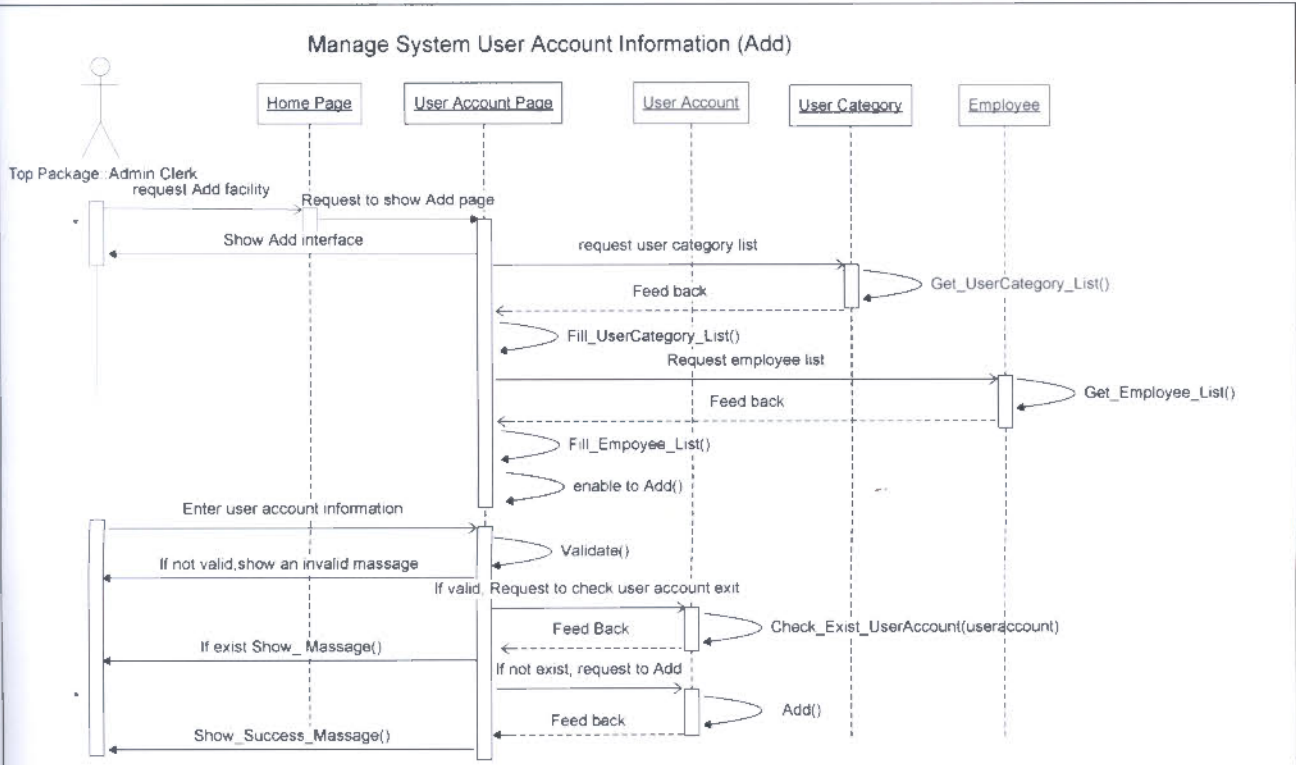 Manage System User Account Information (Add)
Home Page
User Account Page
User Account
User Category
Employee
Top Package::Admin Clerk
request Add facility
Request to show Add page
Show Add interface
request user category list
Get_UserCategory_List()
Feed back
Fill_UserCategory_List()
Request employee list
Get_Employee_List()
Feed back
Fill_Empoyee_List()
enable to Add()
Enter user account information
Validate()
If not valid,show an invalid massage
If valid, Request to check user account exit
Check_Exist_UserAccount(useraccount)
Feed Back
If exist Show_ Massage()
If not exist, request to Add
Add()
Feed back
Show_Success_Massage()